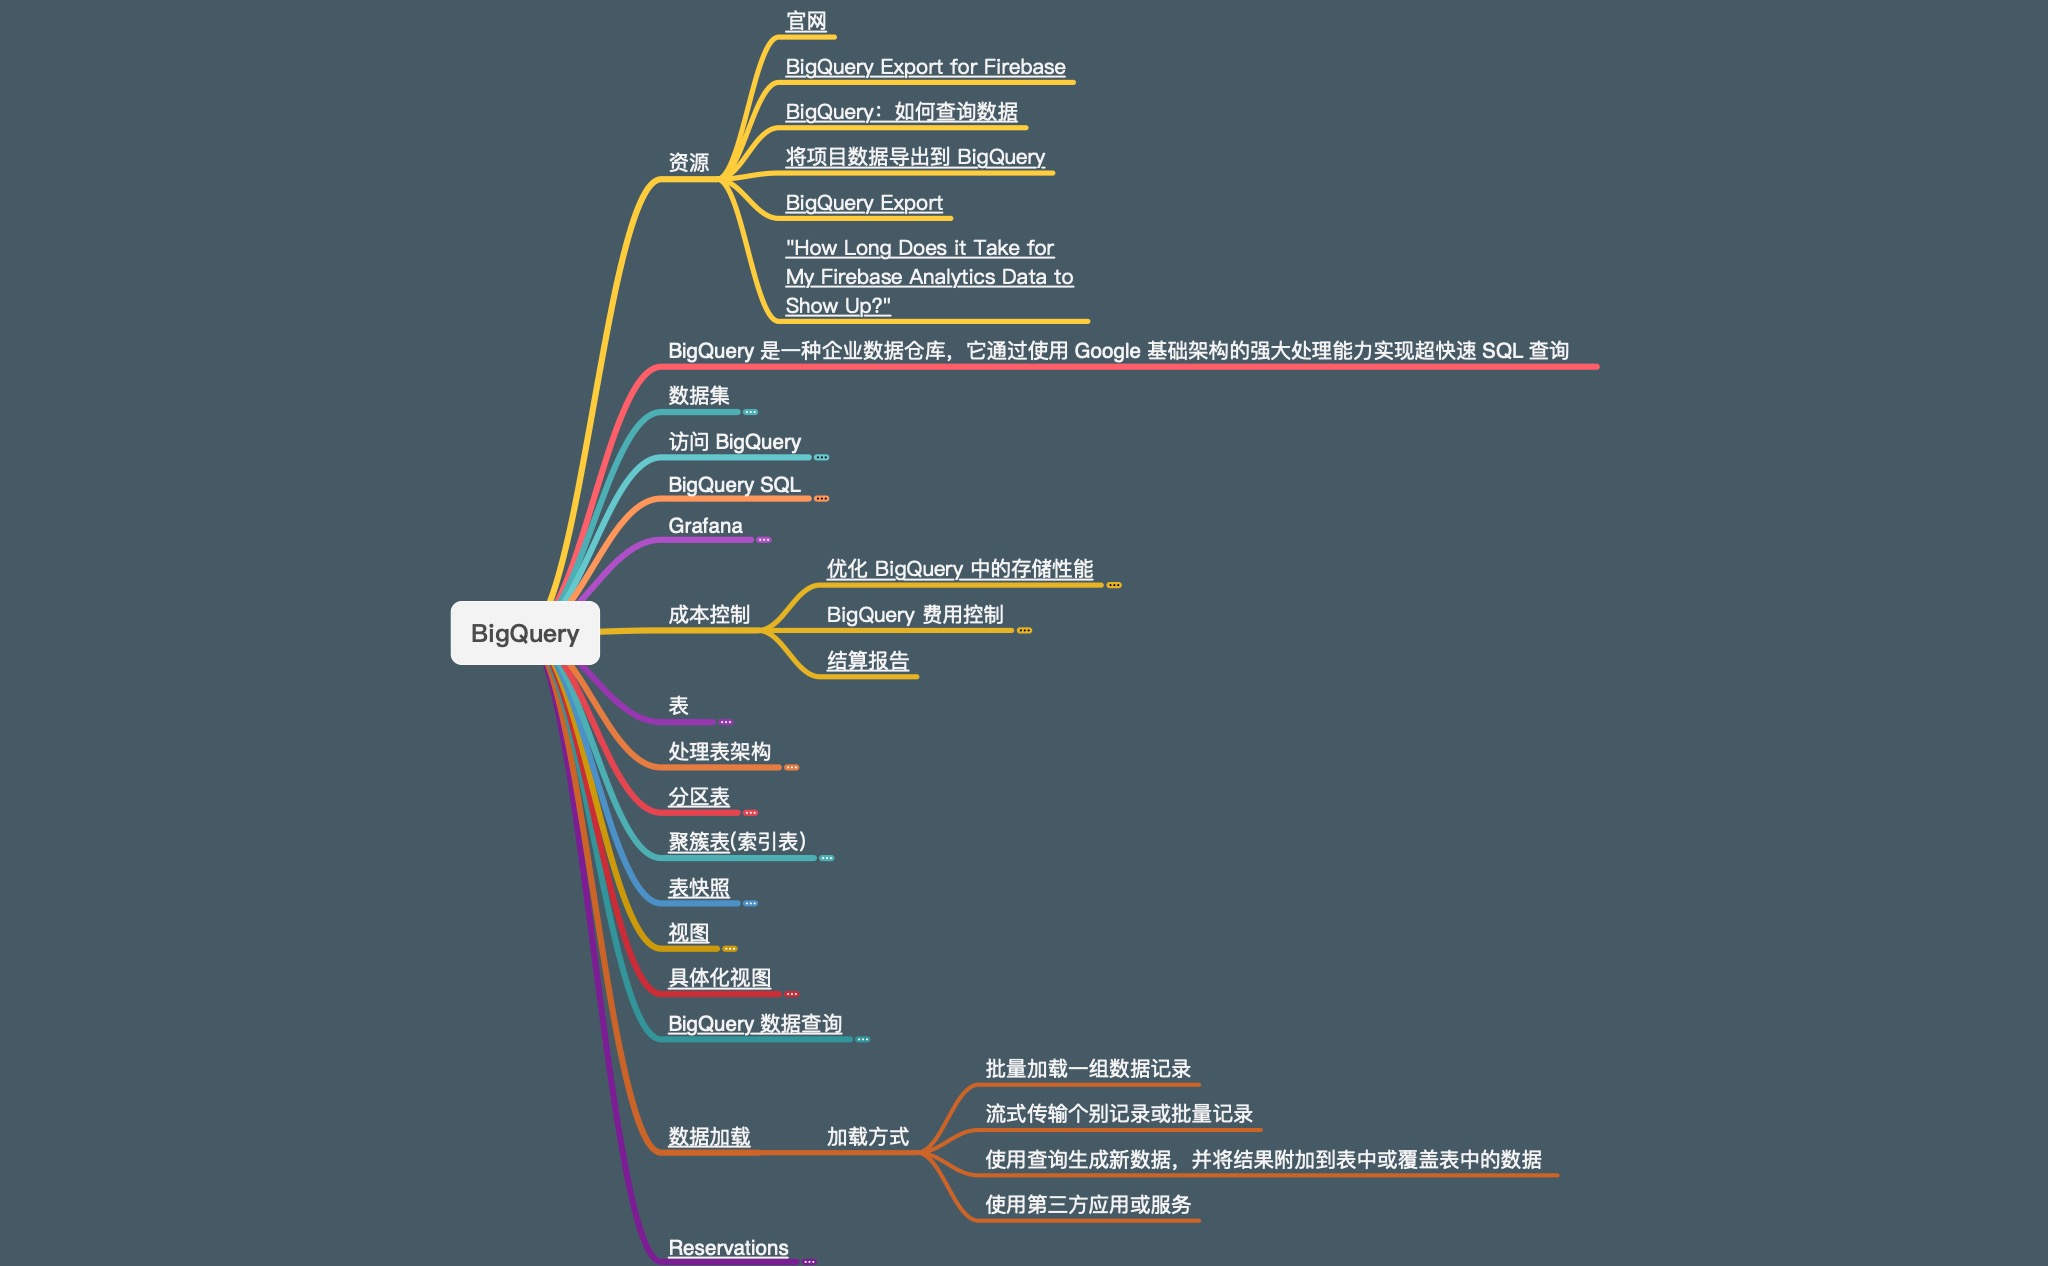 官网
BigQuery Export for Firebase
BigQuery：如何查询数据
将项目数据导出到 BigQuery
资源
BigQuery Export
"How Long Does it Take for
My Firebase Analytics Data to
Show Up?"
BigQuery 是一种企业数据仓库，它通过使用 Google 基础架构的强大处理能力实现超快速 SQL 查询
数据集
访问 BigQuery
BigQuery SQL
Grafana
优化 BigQuery 中的存储性能
成本控制
BigQuery 费用控制
BigQuery
结算报告
表
处理表架构
分区表
聚簇表(索引表）
表快照
视图
具体化视图
BigQuery 数据查询
批量加载一组数据记录
流式传输个别记录或批量记录
数据加载
加载方式
使用查询生成新数据，并将结果附加到表中或覆盖表中的数据
使用第三方应用或服务
Reservations